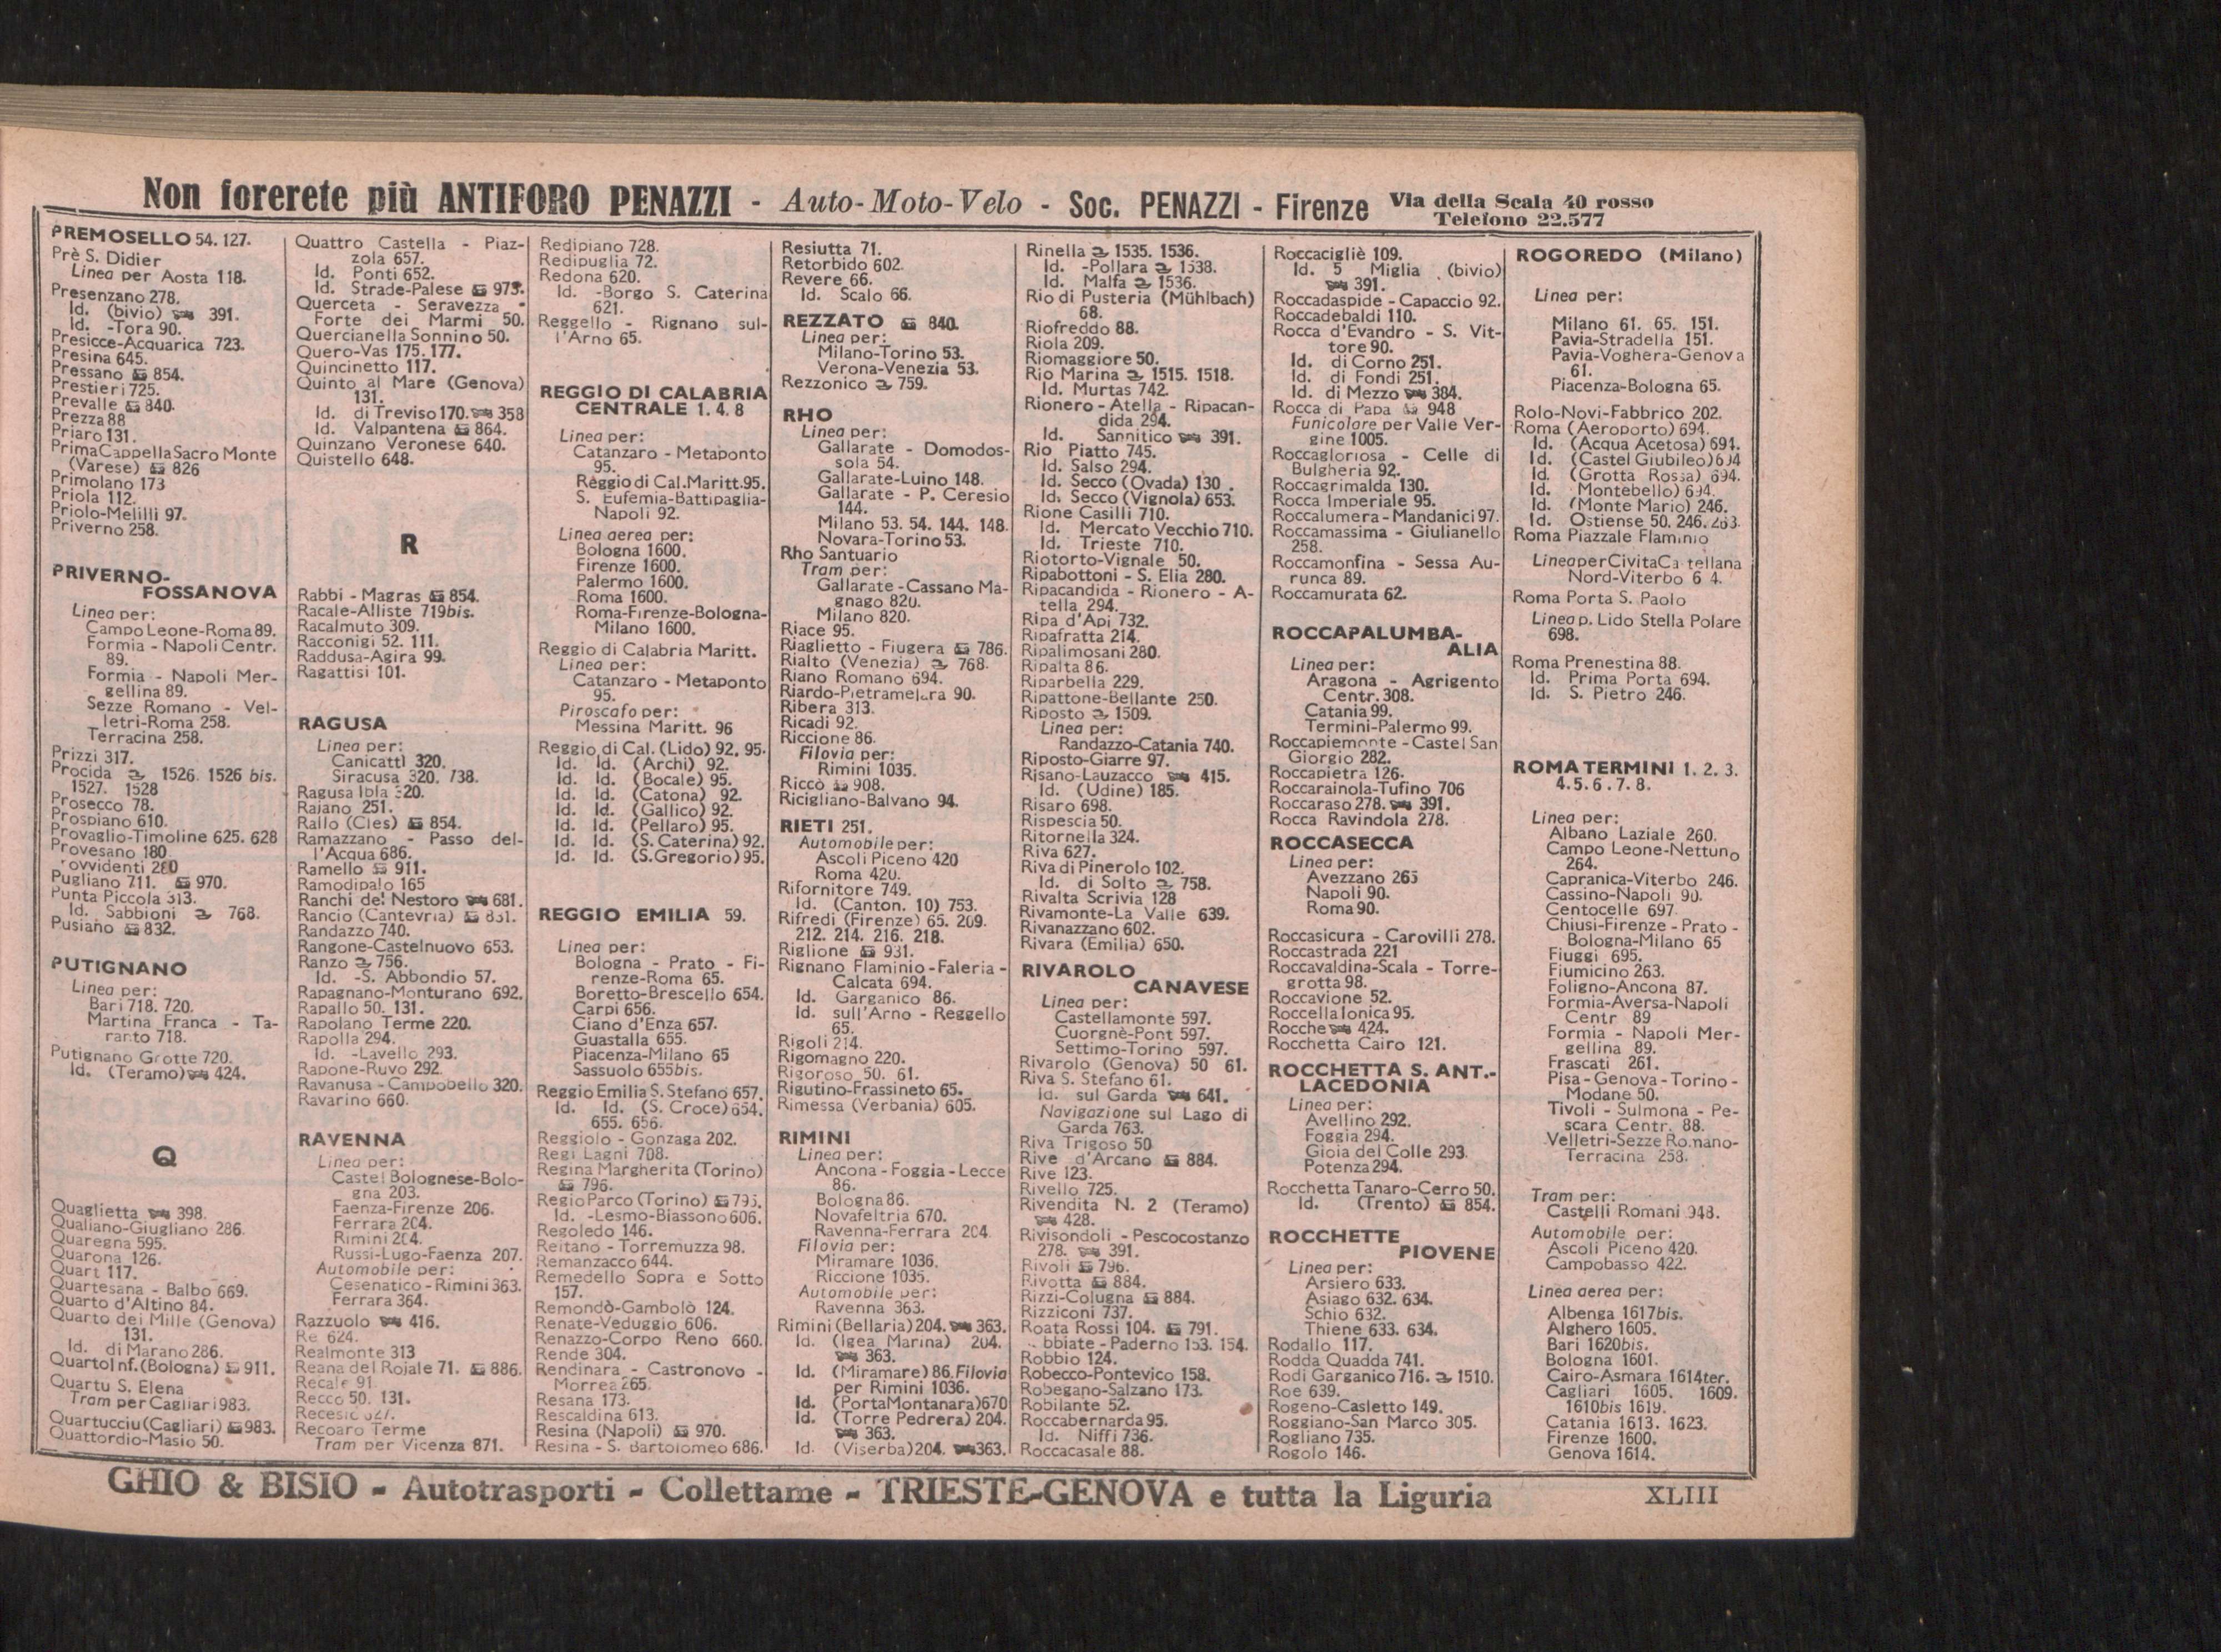 Non forerete più ANTIFORO PENAZZI - Auto-Moto-Velo - Soc. PENAZZI - Firenze Via della Scala 40 rosso
Telefono 22.577
PREMOSELLO 54. 127.
Prè S. Didier
Linea per Aosta 118.
Presenzano 278.
Id. (bivio) 391.
Id. -Tora 90.
Presicce-Acquarica 723.
Presina 645.
Pressano 854.
Prestieri 725.
Prevalle 840.
Prezza 88
Priaro 131.
Prima Cappella Sacro Monte
(Varese) 826
Primolano 173
Priola 112.
Priolo-Melilli 97.
Priverno 258.
PRIVERNO-
FOSSANOVA
Linea per:
Campo Leone-Roma 89.
Formia - Napoli Centr.
89.
Formia - Napoli Mer-
gellina 89.
Sezze Romano - Vel-
letri-Roma 258.
Terracina 258.
Prizzi 317.
Procida 1526. 1526 bis.
1527. 1528
Prosecco 78.
Prospiano 610.
Provaglio-Timoline 625. 628
Provesano 180.
ovvidenti 280
Pugliano 711. 970.
Punta Piccola 313.
Id. Sabbioni 768.
Pusiano 832.
PUTIGNANO
Linea per:
Bari 718. 720.
Martina Franca - Ta-
ranto 718.
Putignano Grotte 720.
Id. (Teramo) 424.
Q
Quaglietta 398.
Qualiano-Giugliano 286.
Quaregna 595.
Quarona 126.
Quart 117.
Quartesana - Balbo 669.
Quarto d'Altino 84.
Quarto dei Mille (Genova)
131.
Id. di Marano 286.
Quarto Inf. (Bologna) 911.
Quartu S. Elena
Tram per Cagliari 983.
Quartucciu (Cagliari) 983.
Quattordio-Masio 50.
Quattro Castella - Piaz-
zola 657.
Id. Ponti 652.
Id. Strade-Palese 973.
Querceta - Seravezza -
Forte dei Marmi 50.
Quercianella Sonnino 50.
Quero-Vas 175. 177.
Quincinetto 117.
Quinto al Mare (Genova)
131.
Id. di Treviso 170. 358
Id. Valpantena 864.
Quinzano Veronese 640.
Quistello 648.
R
Rabbi - Magras 854.
Racale-Alliste 719bis.
Racalmuto 309.
Racconigi 52. 111.
Raddusa-Agira 99.
Ragattisi 101.
RAGUSA
Linea per:
Canicattì 320.
Siracusa 320. 738.
Ragusa Ibla 320.
Raiano 251.
Rallo (Cles) 854.
Ramazzano - Passo del-
l'Acqua 686.
Ramello 911.
Ramodipalo 165
Ranchi del Nestoro 681.
Rancio (Cantevria) 831.
Randazzo 740.
Rangone-Castelnuovo 653.
Ranzo 756.
Id. -S. Abbondio 57.
Rapagnano-Monturano 692.
Rapallo 50. 131.
Rapolano Terme 220.
Rapolla 294.
Id. -Lavello 293.
Rapone-Ruvo 292.
Ravanusa - Campobello 320.
Ravarino 660.
RAVENNA
Linea per:
Castel Bolognese-Bolo-
gna 203.
Faenza-Firenze 206.
Ferrara 204.
Rimini 204.
Russi-Lugo-Faenza 207.
Automobile per:
Cesenatico - Rimini 363.
Ferrara 364.
Razzuolo 416.
Re 624.
Realmonte 313
Reana del Rojale 71. 886.
Recale 91
Recco 50. 131.
Recesio 627.
Recoaro Terme
Tram per Vicenza 871.
Redipiano 728.
Redipuglia 72.
Redona 620.
Id. -Borgo S. Caterina
621.
Reggello - Rignano sul-
l'Arno 65.
REGGIO DI CALABRIA
CENTRALE 1. 4. 8
Linea per:
Catanzaro - Metaponto
95.
Reggio di Cal. Maritt. 95.
S. Eufemia-Battipaglia-
Napoli 92.
Linea aerea per:
Bologna 1600.
Firenze 1600.
Palermo 1600.
Roma 1600.
Roma-Firenze-Bologna-
Milano 1600.
Reggio di Calabria Maritt.
Linea per:
Catanzaro - Metaponto
95.
Piroscafo per:
Messina Maritt. 96
Reggio di Cal. (Lido) 92. 95.
Id. Id. (Archi) 92.
Id. Id. (Bocale) 95.
Id. Id. (Catona) 92.
Id. Id. (Gallico) 92.
Id. Id. (Pellaro) 95.
Id. Id. (S. Caterina) 92.
Id. Id. (S. Gregorio) 95.
REGGIO EMILIA 59.
Linea per:
Bologna - Prato - Fi-
renze-Roma 65.
Boretto-Brescello 654.
Carpi 656.
Ciano d'Enza 657.
Guastalla 655.
Piacenza-Milano 65
Sassuolo 655bis.
Reggio Emilia S. Stefano 657.
Id. Id. (S. Croce) 654.
655. 656.
Reggiolo - Gonzaga 202.
Regi Lagni 708.
Regina Margherita (Torino)
796.
Regio Parco (Torino) 795.
Id. -Lesmo-Biassono 606.
Regoledo 146.
Reitano - Torremuzza 98.
Remanzacco 644.
Remedello Sopra e Sotto
157.
Remondò-Gambolò 124.
Renate-Veduggio 606.
Renazzo-Corpo Reno 660.
Rende 304.
Rendinara - Castronovo -
Morrea 265.
Resana 173.
Rescaldina 613.
Resina (Napoli) 970.
Resina - S. Bartolomeo 686.
Resiutta 71.
Retorbido 602.
Revere 66.
Id. Scalo 66.
REZZATO 840.
Linea per:
Milano-Torino 53.
Verona-Venezia 53.
Rezzonico 759.
RHO
Linea per:
Gallarate - Domodos-
sola 54.
Gallarate-Luino 148.
Gallarate - P. Ceresio
144.
Milano 53. 54. 144. 148.
Novara-Torino 53.
Rho Santuario
Tram per:
Gallarate - Cassano Ma-
gnago 820.
Milano 820.
Riace 95.
Riaglietto - Fiugera 786.
Rialto (Venezia) 768.
Riano Romano 694.
Riardo-Pietramelara 90.
Ribera 313.
Ricadi 92.
Riccione 86.
Filovia per:
Rimini 1035.
Riccò 908.
Ricigliano-Balvano 94.
RIETI 251.
Automobile per:
Ascoli Piceno 420
Roma 420.
Rifornitore 749.
Id. (Canton. 10) 753.
Rifredi (Firenze) 65. 209.
212. 214. 216. 218.
Riglione 931.
Rignano Flaminio - Faleria -
Calcata 694.
Id. Garganico 86.
Id. sull'Arno - Reggello
65.
Rigoli 214.
Rigomagno 220.
Rigoroso 50. 61.
Rigutino-Frassineto 65.
Rimessa (Verbania) 605.
RIMINI
Linea per:
Ancona - Foggia - Lecce
86.
Bologna 86.
Novafeltria 670.
Ravenna-Ferrara 204.
Filovia per:
Miramare 1036.
Riccione 1035.
Automobile per:
Ravenna 363.
Rimini (Bellaria) 204. 363.
Id. (Igea Marina) 204.
363.
Id. (Miramare) 86. Filovia
per Rimini 1036.
Id. (Porta Montanara) 670
Id. (Torre Pedrera) 204.
363.
Id. (Viserba) 204. 363.
Rinella 1535. 1536.
Id. -Pollara 1538.
Id. Malfa 1536.
Rio di Pusteria (Mühlbach)
68.
Riofreddo 88.
Riola 209.
Riomaggiore 50.
Rio Marina 1515. 1518.
Id. Murtas 742.
Rionero - Atella - Ripacan-
dida 294.
Id. Sannitico 391.
Rio Piatto 745.
Id. Salso 294.
Id. Secco (Ovada) 130.
Id. Secco (Vignola) 653.
Rione Casilli 710.
Id. Mercato Vecchio 710.
Id. Trieste 710.
Riotorto-Vignale 50.
Ripabottoni - S. Elia 280.
Ripacandida - Rionero - A-
tella 294.
Ripa d'Api 732.
Ripafratta 214.
Ripalimosani 280.
Ripalta 86.
Riparbella 229.
Ripattone-Bellante 250.
Riposto 1509.
Linea per:
Randazzo-Catania 740.
Riposto-Giarre 97.
Risano-Lauzacco 415.
Id. (Udine) 185.
Risaro 698.
Rispescia 50.
Ritornella 324.
Riva 627.
Riva di Pinerolo 102.
Id. di Solto 758.
Rivalta Scrivia 128
Rivamonte-La Valle 639.
Rivanazzano 602.
Rivara (Emilia) 650.
RIVAROLO
CANAVESE
Linea per:
Castellamonte 597.
Cuorgnè-Pont 597.
Settimo-Torino 597.
Rivarolo (Genova) 50 61.
Riva S. Stefano 61.
Id. sul Garda 641.
Navigazione sul Lago di
Garda 763.
Riva Trigoso 50
Rive d'Arcano 884.
Rive 123.
Rivello 725.
Rivendita N. 2 (Teramo)
428.
Rivisondoli - Pescocostanzo
278. 391.
Rivoli 796.
Rivotta 884.
Rizzi-Colugna 884.
Rizziconi 737.
Roata Rossi 104. 791.
bbiate - Paderno 153. 154.
Robbio 124.
Robecco-Pontevico 158.
Robegano-Salzano 173.
Robilante 52.
Roccabernarda 95.
Id. Niffi 736.
Roccacasale 88.
Roccacigliè 109.
Id. 5 Miglia (bivio)
391.
Roccadaspide - Capaccio 92.
Roccadebaldi 110.
Rocca d'Evandro - S. Vit-
tore 90.
Id. di Corno 251.
Id. di Fondi 251.
Id. di Mezzo 384.
Rocca di Papa 948
Funicolare per Valle Ver-
gine 1005.
Roccagloriosa - Celle di
Bulgheria 92.
Roccagrimalda 130.
Rocca Imperiale 95.
Roccalumera - Mandanici 97.
Roccamassima - Giulianello
258.
Roccamonfina - Sessa Au-
runca 89.
Roccamurata 62.
ROCCAPALUMBA-
ALIA
Linea per:
Aragona - Agrigento
Centr. 308.
Catania 99.
Termini-Palermo 99.
Roccapiemonte - Castel San
Giorgio 282.
Roccapietra 126.
Roccarainola-Tufino 706
Roccaraso 278. 391.
Rocca Ravindola 278.
ROCCASECCA
Linea per:
Avezzano 265
Napoli 90.
Roma 90.
Roccasicura - Carovilli 278.
Roccastrada 221
Roccavaldina-Scala - Torre-
grotta 98.
Roccavione 52.
Roccella Ionica 95.
Rocche 424.
Rocchetta Cairo 121.
ROCCHETTA S. ANT.-
LACEDONIA
Linea per:
Avellino 292.
Foggia 294.
Gioia del Colle 293.
Potenza 294.
Rocchetta Tanaro-Cerro 50.
Id. (Trento) 854.
ROCCHETTE
PIOVENE
Linea per:
Arsiero 633.
Asiago 632. 634.
Schio 632.
Thiene 633. 634.
Rodallo 117.
Rodda Quadda 741.
Rodi Garganico 716. 1510.
Roe 639.
Rogeno-Casletto 149.
Roggiano-San Marco 305.
Rogliano 735.
Rogolo 146.
ROGOREDO (Milano)
Linea per:
Milano 61. 65. 151.
Pavia-Stradella 151.
Pavia-Voghera-Genova
61.
Piacenza-Bologna 65.
Rolo-Novi-Fabbrico 202.
Roma (Aeroporto) 694.
Id. (Acqua Acetosa) 694.
Id. (Castel Giubileo) 694
Id. (Grotta Rossa) 694.
Id. Montebello) 694.
Id. (Monte Mario) 246.
Id. Ostiense 50. 246. 263.
Roma Piazzale Flaminio
Linea per Civita Ca tellana
Nord-Viterbo 6 4.
Roma Porta S. Paolo
Linea p. Lido Stella Polare
698.
Roma Prenestina 88.
Id. Prima Porta 694.
Id. S. Pietro 246.
ROMA TERMINI 1. 2. 3.
4. 5. 6. 7. 8.
Linea per:
Albano Laziale 260.
Campo Leone-Nettuno
264.
Capranica-Viterbo 246.
Cassino-Napoli 90.
Centocelle 697.
Chiusi-Firenze - Prato -
Bologna-Milano 65
Fiuggi 695.
Fiumicino 263.
Foligno-Ancona 87.
Formia-Aversa-Napoli
Centr 89
Formia - Napoli Mer-
gellina 89.
Frascati 261.
Pisa - Genova - Torino -
Modane 50.
Tivoli - Sulmona - Pe-
scara Centr. 88.
Velletri-Sezze Romano-
Terracina 258.
Tram per:
Castelli Romani 948.
Automobile per:
Ascoli Piceno 420.
Campobasso 422.
Linea aerea per:
Albenga 1617bis.
Alghero 1605.
Bari 1620bis.
Bologna 1601.
Cairo-Asmara 1614ter.
Cagliari 1605. 1609.
1610bis 1619.
Catania 1613. 1623.
Firenze 1600.
Genova 1614.
GHIO & BISIO - Autotrasporti - Collettame - TRIESTE-GENOVA e tutta la Liguria
XLIII